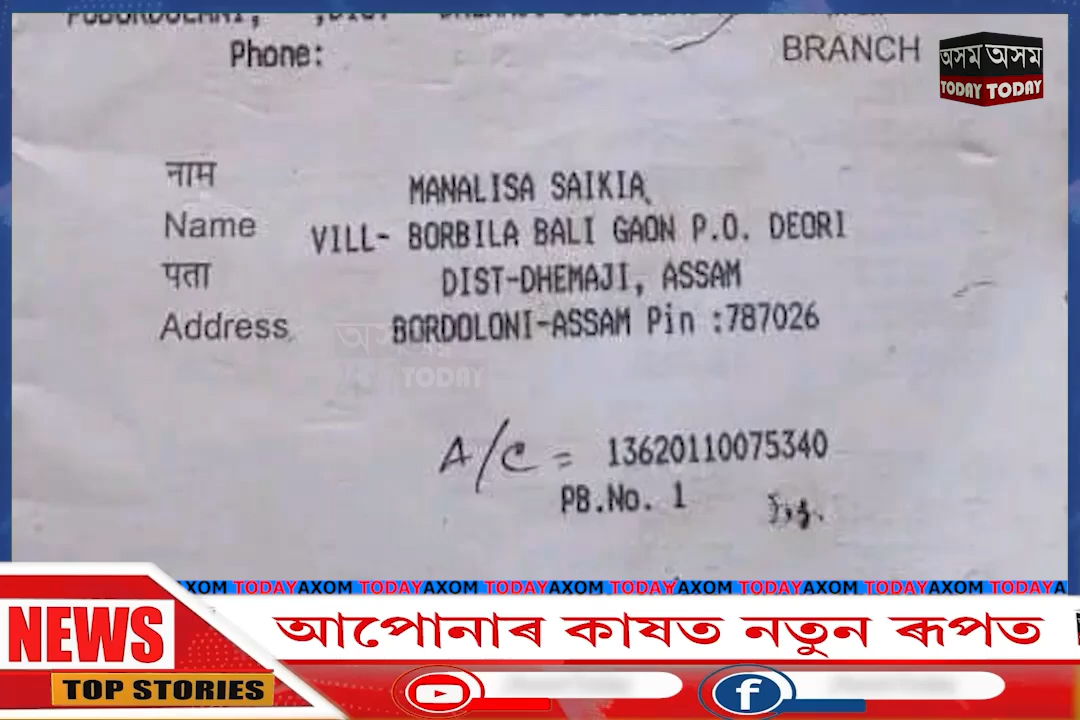 Phone:
BRANCH
অসম অসম
TODAY TODAY
नाम
Name
MANALISA SAIKIA
VILL- BORBILA BALI GAON P.O. DEORI
पता
DIST-DHEMAJI, ASSAM
Address
BORDOLONI-ASSAM Pin :787026
TODAY
A/C = 13620110075340
PB.No. 1
AXOM TODAYAXOM TODAYAXOM TODAYAXOM TODAYAXOM TODAYAXOM TODAYAXOM TODAYA
NEWS
TOP STORIES
আপোনাৰ কাষত নতুন ৰূপত